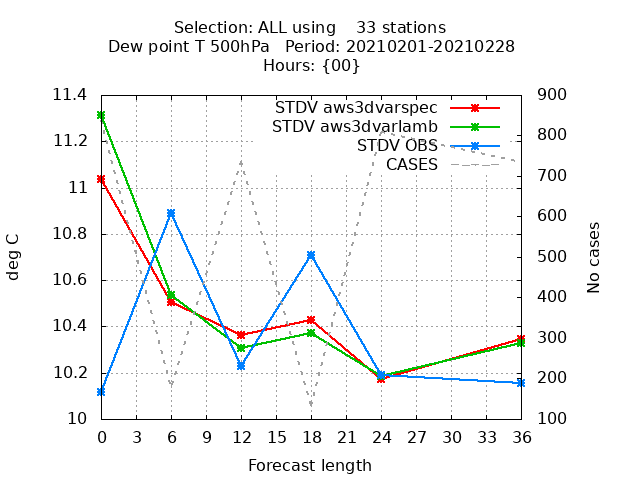 Selection: ALL using    33 stations
Dew point T 500hPa   Period: 20210201-20210228
Hours: {00}
STDV aws3dvarspec
STDV aws3dvarlamb
STDV OBS
CASES
deg C
11.4
11.2
11
10.8
10.6
10.4
10.2
10
No cases
900
800
700
600
500
400
300
200
100
0 3 6 9 12 15 18 21 24 27 30 33 36
Forecast length